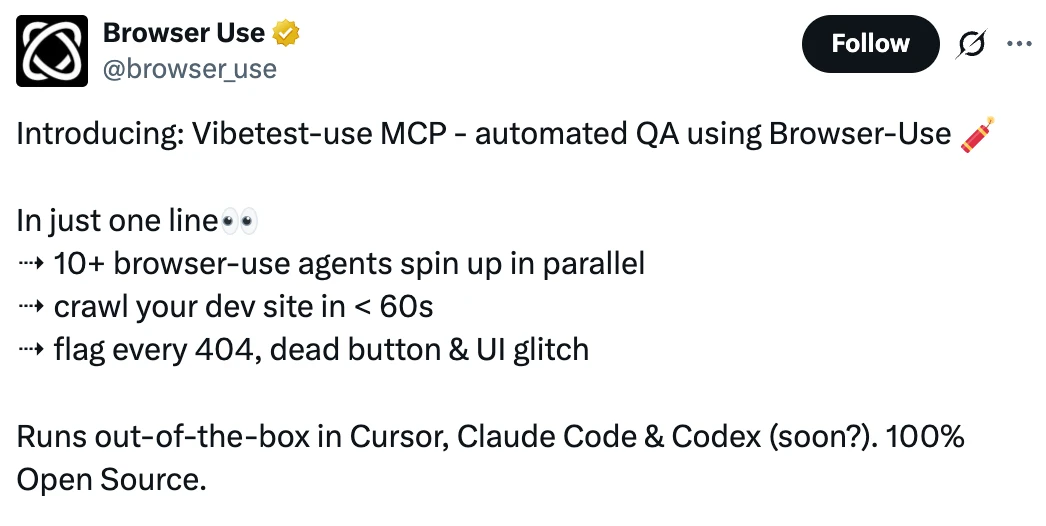 Browser Use
@browser_use
Follow
Introducing: Vibetest-use MCP - automated QA using Browser-Use 🧨
In just one line👀
⤑ 10+ browser-use agents spin up in parallel
⤑ crawl your dev site in < 60s
⤑ flag every 404, dead button & UI glitch
Runs out-of-the-box in Cursor, Claude Code & Codex (soon?). 100%
Open Source.